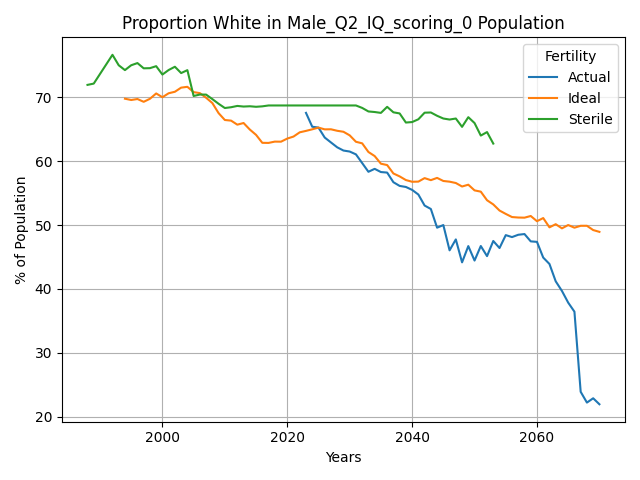 Proportion White in Male_Q2_IQ_scoring_0 Population
Fertility
Actual
Ideal
Sterile
% of Population
70
60
50
40
30
20
2000
2020
2040
2060
Years